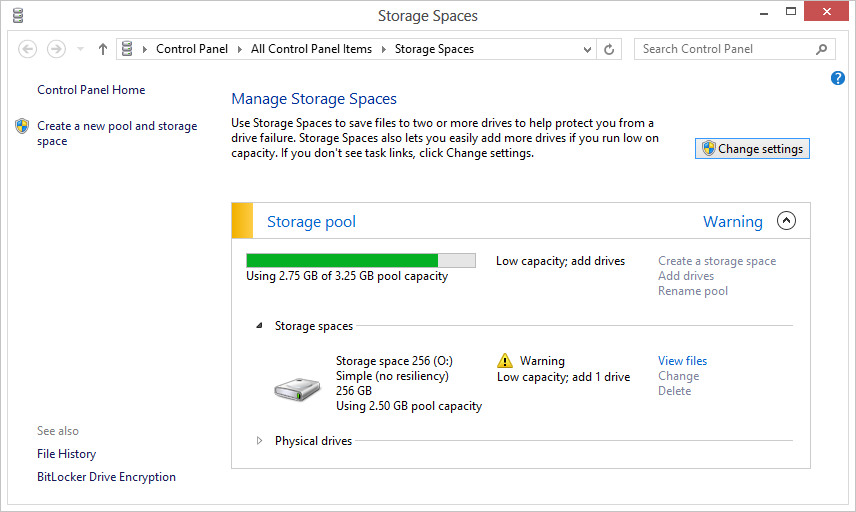 Storage Spaces
Control Panel
All Control Panel Items
Storage Spaces
Search Control Panel
?
Control Panel Home
Create a new pool and storage
space
Manage Storage Spaces
Use Storage Spaces to save files to two or more drives to help protect you from a
drive failure. Storage Spaces also lets you easily add more drives if you run low on
capacity. If you don't see task links, click Change settings.
Change settings
Storage pool
Warning
Using 2.75 GB of 3.25 GB pool capacity
Low capacity; add drives
Create a storage space
Add drives
Rename pool
Storage spaces
Storage space 256 (O:)
Simple (no resiliency)
256 GB
Using 2.50 GB pool capacity
Warning
Low capacity; add 1 drive
View files
Change
Delete
Physical drives
See also
File History
BitLocker Drive Encryption